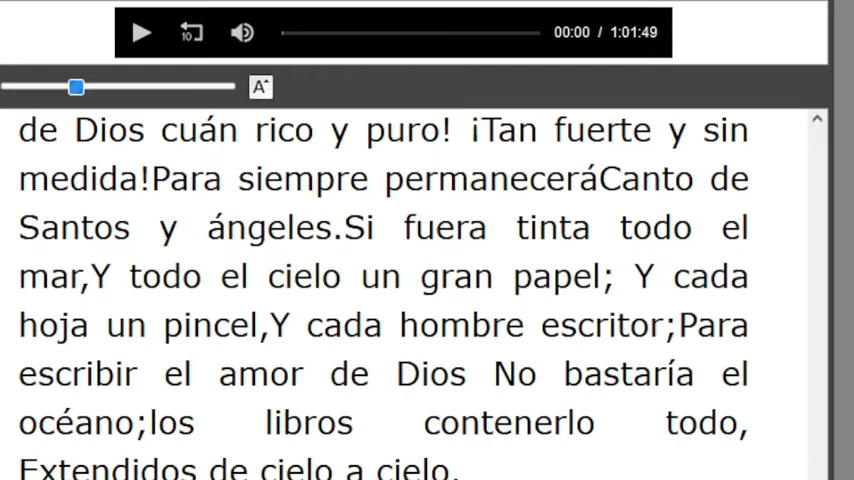 10
00:00 / 1:01:49
A
de Dios cuán rico y puro! ¡Tan fuerte y sin
medida!Para siempre permaneceráCanto de
Santos y ángeles.Si fuera tinta todo el
mar,Y todo el cielo un gran papel; Y cada
hoja un pincel,Y cada hombre escritor;Para
escribir el amor de Dios No bastaría el
océano;los libros contenerlo todo,
Extendidos de cielo a cielo.